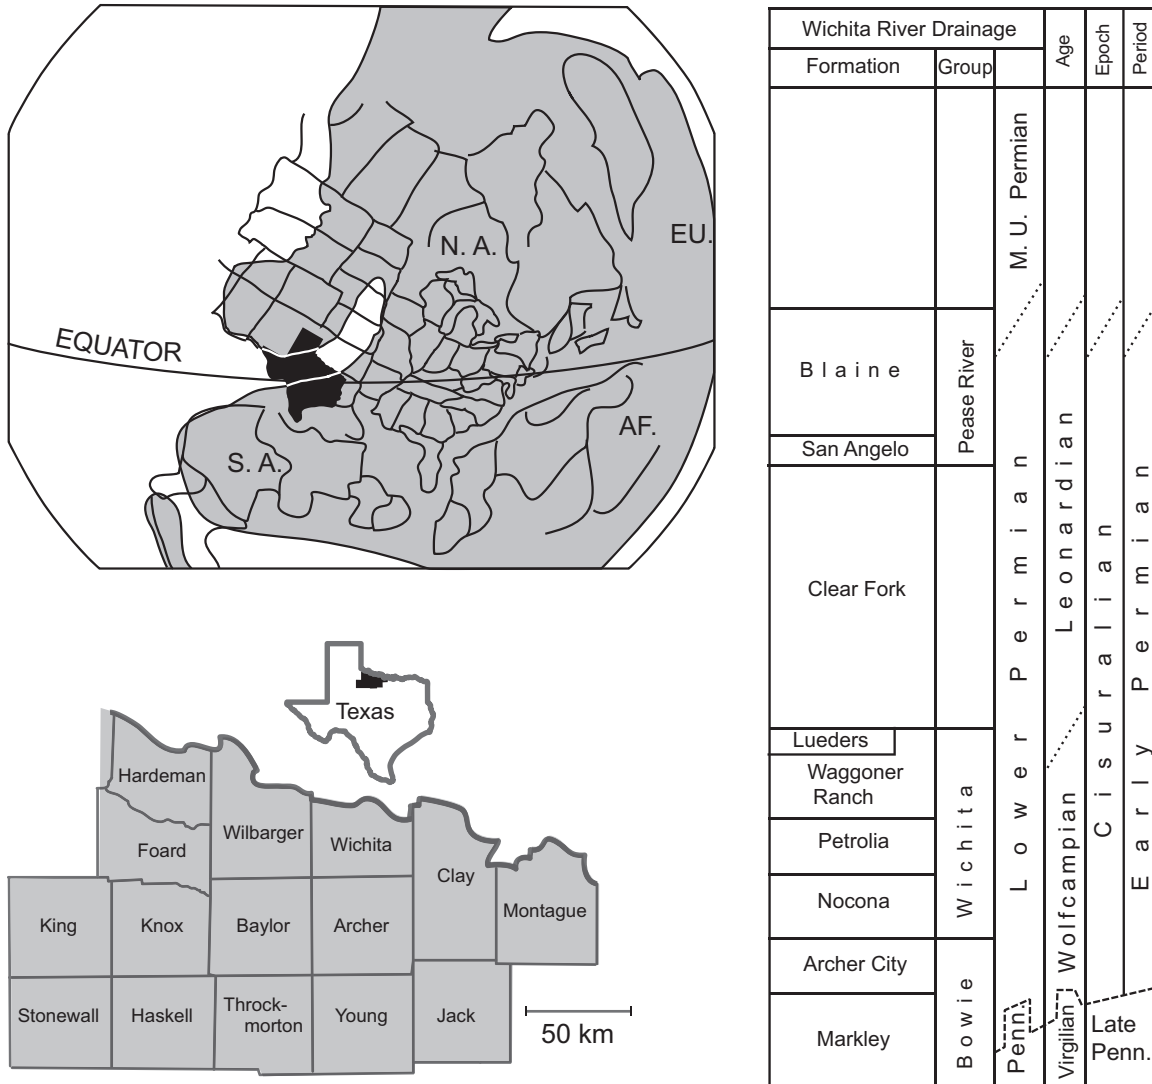 N. A.
EU.
EQUATOR
S. A.
AF.
Texas
Hardeman
Foard
Wilbarger
Wichita
Clay
Montague
King
Knox
Baylor
Archer
Stonewall
Haskell
Throck-
morton
Young
Jack
50 km
Wichita River Drainage
Formation
Group
Age
Epoch
Period
Blaine
San Angelo
Clear Fork
Lueders
Waggoner
Ranch
Petrolia
Nocona
Archer City
Markley
Pease River
Wichita
Bowie
M. U. Permian
Lower Permian
Penn.
Leonardian
Wolfcampian
Virgilian
Cisuralian
Early Permian
Late
Penn.